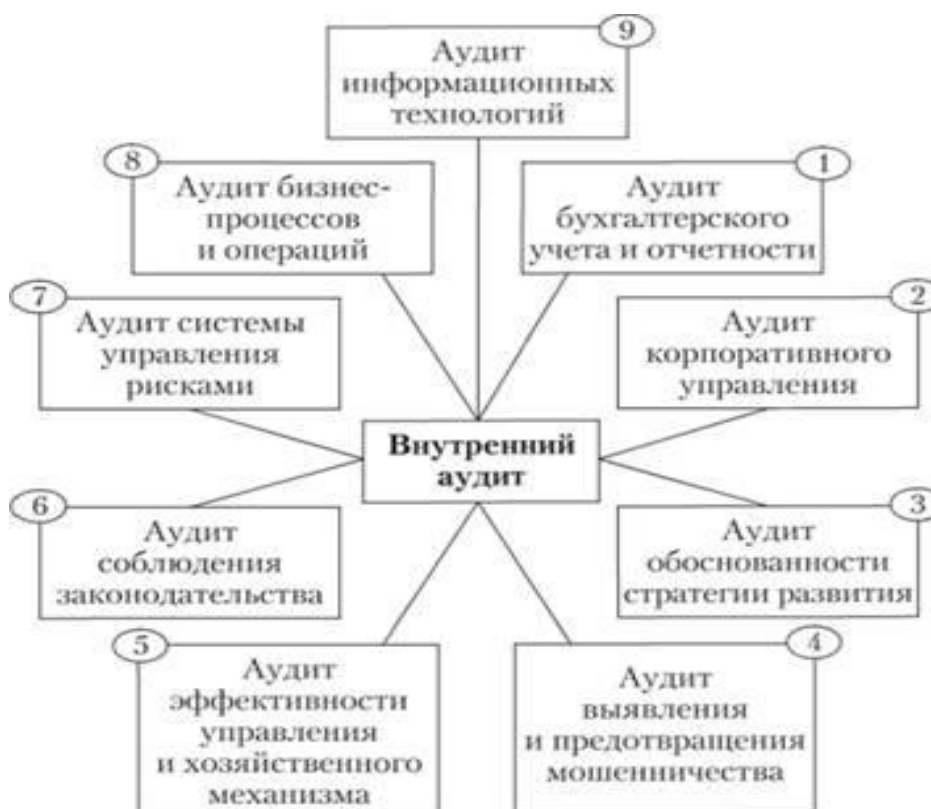 9
Аудит
информационных
технологий
8
Аудит бизнес-
процессов
и операций
1
Аудит
бухгалтерского
учета и отчетности
7
Аудит системы
управления
рисками
2
Аудит
корпоративного
управления
Внутренний
аудит
6
Аудит
соблюдения
законодательства
3
Аудит
обоснованности
стратегии развития
5
Аудит
эффективности
управления
и хозяйственного
механизма
4
Аудит
выявления
и предотвращения
мошенничества